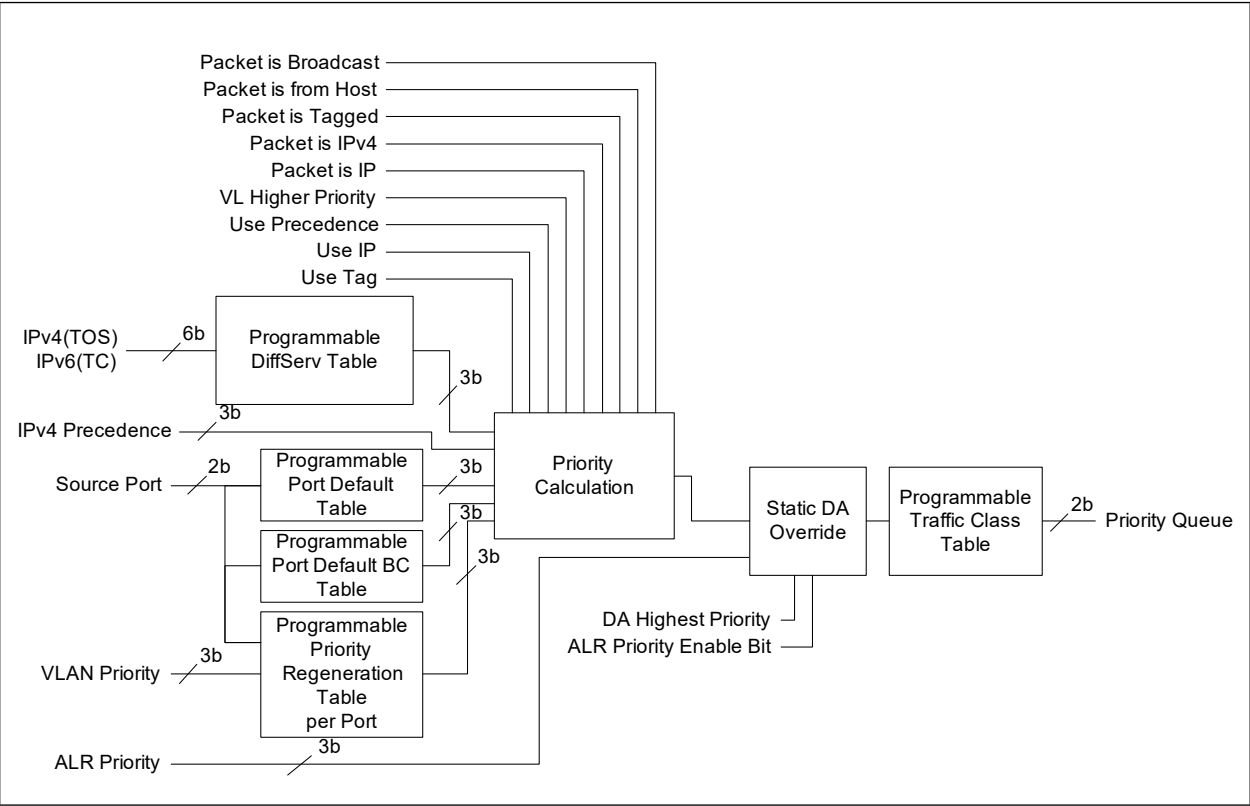 Packet is Broadcast
Packet is from Host
Packet is Tagged
Packet is IPv4
Packet is IP
VL Higher Priority
Use Precedence
Use IP
Use Tag
IPv4(TOS)
IPv6(TC)
6b
Programmable
DiffServ Table
3b
IPv4 Precedence
3b
Source Port
2b
Programmable
Port Default
Table
3b
Programmable
Port Default BC
Table
3b
VLAN Priority
3b
Programmable
Priority
Regeneration
Table
per Port
3b
ALR Priority
3b
Priority
Calculation
Static DA
Override
DA Highest Priority
ALR Priority Enable Bit
Programmable
Traffic Class
Table
2b
Priority Queue